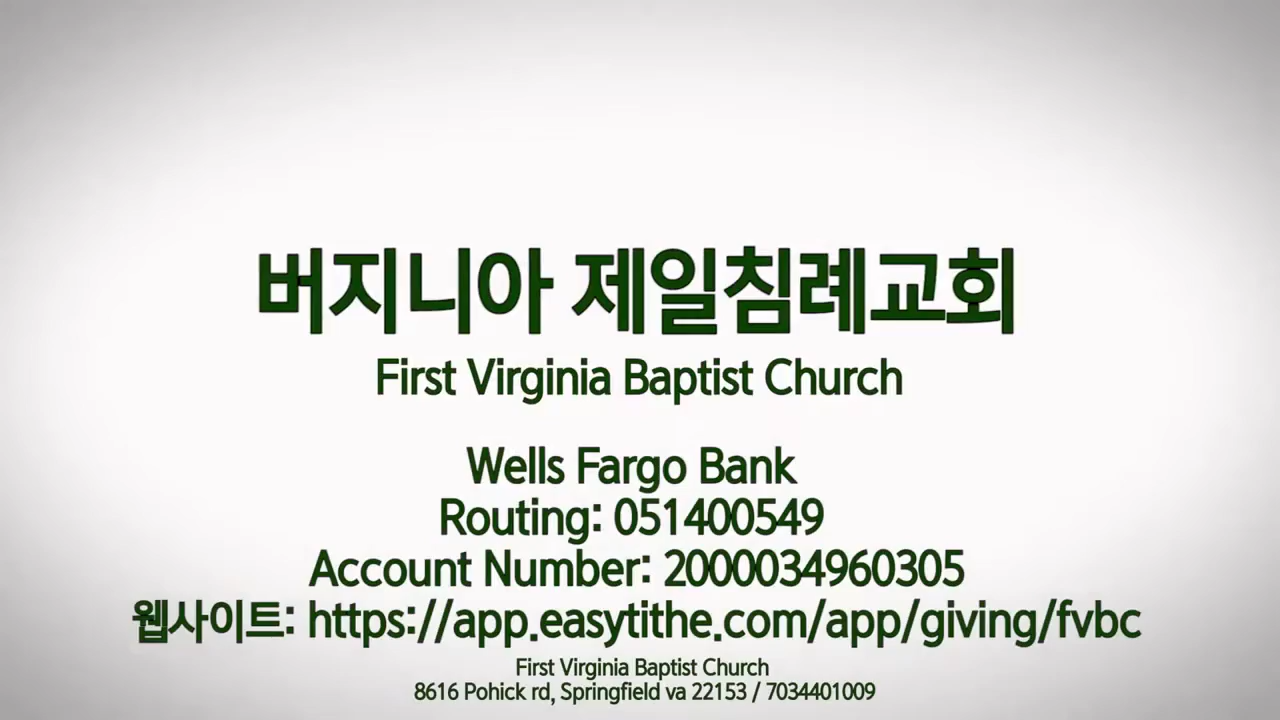 버지니아 제일침례교회
First Virginia Baptist Church
Wells Fargo Bank
Routing: 051400549
Account Number: 2000034960305
웹사이트: https://app.easytithe.com/app/giving/fvbc
First Virginia Baptist Church
8616 Pohick rd, Springfield va 22153 / 7034401009